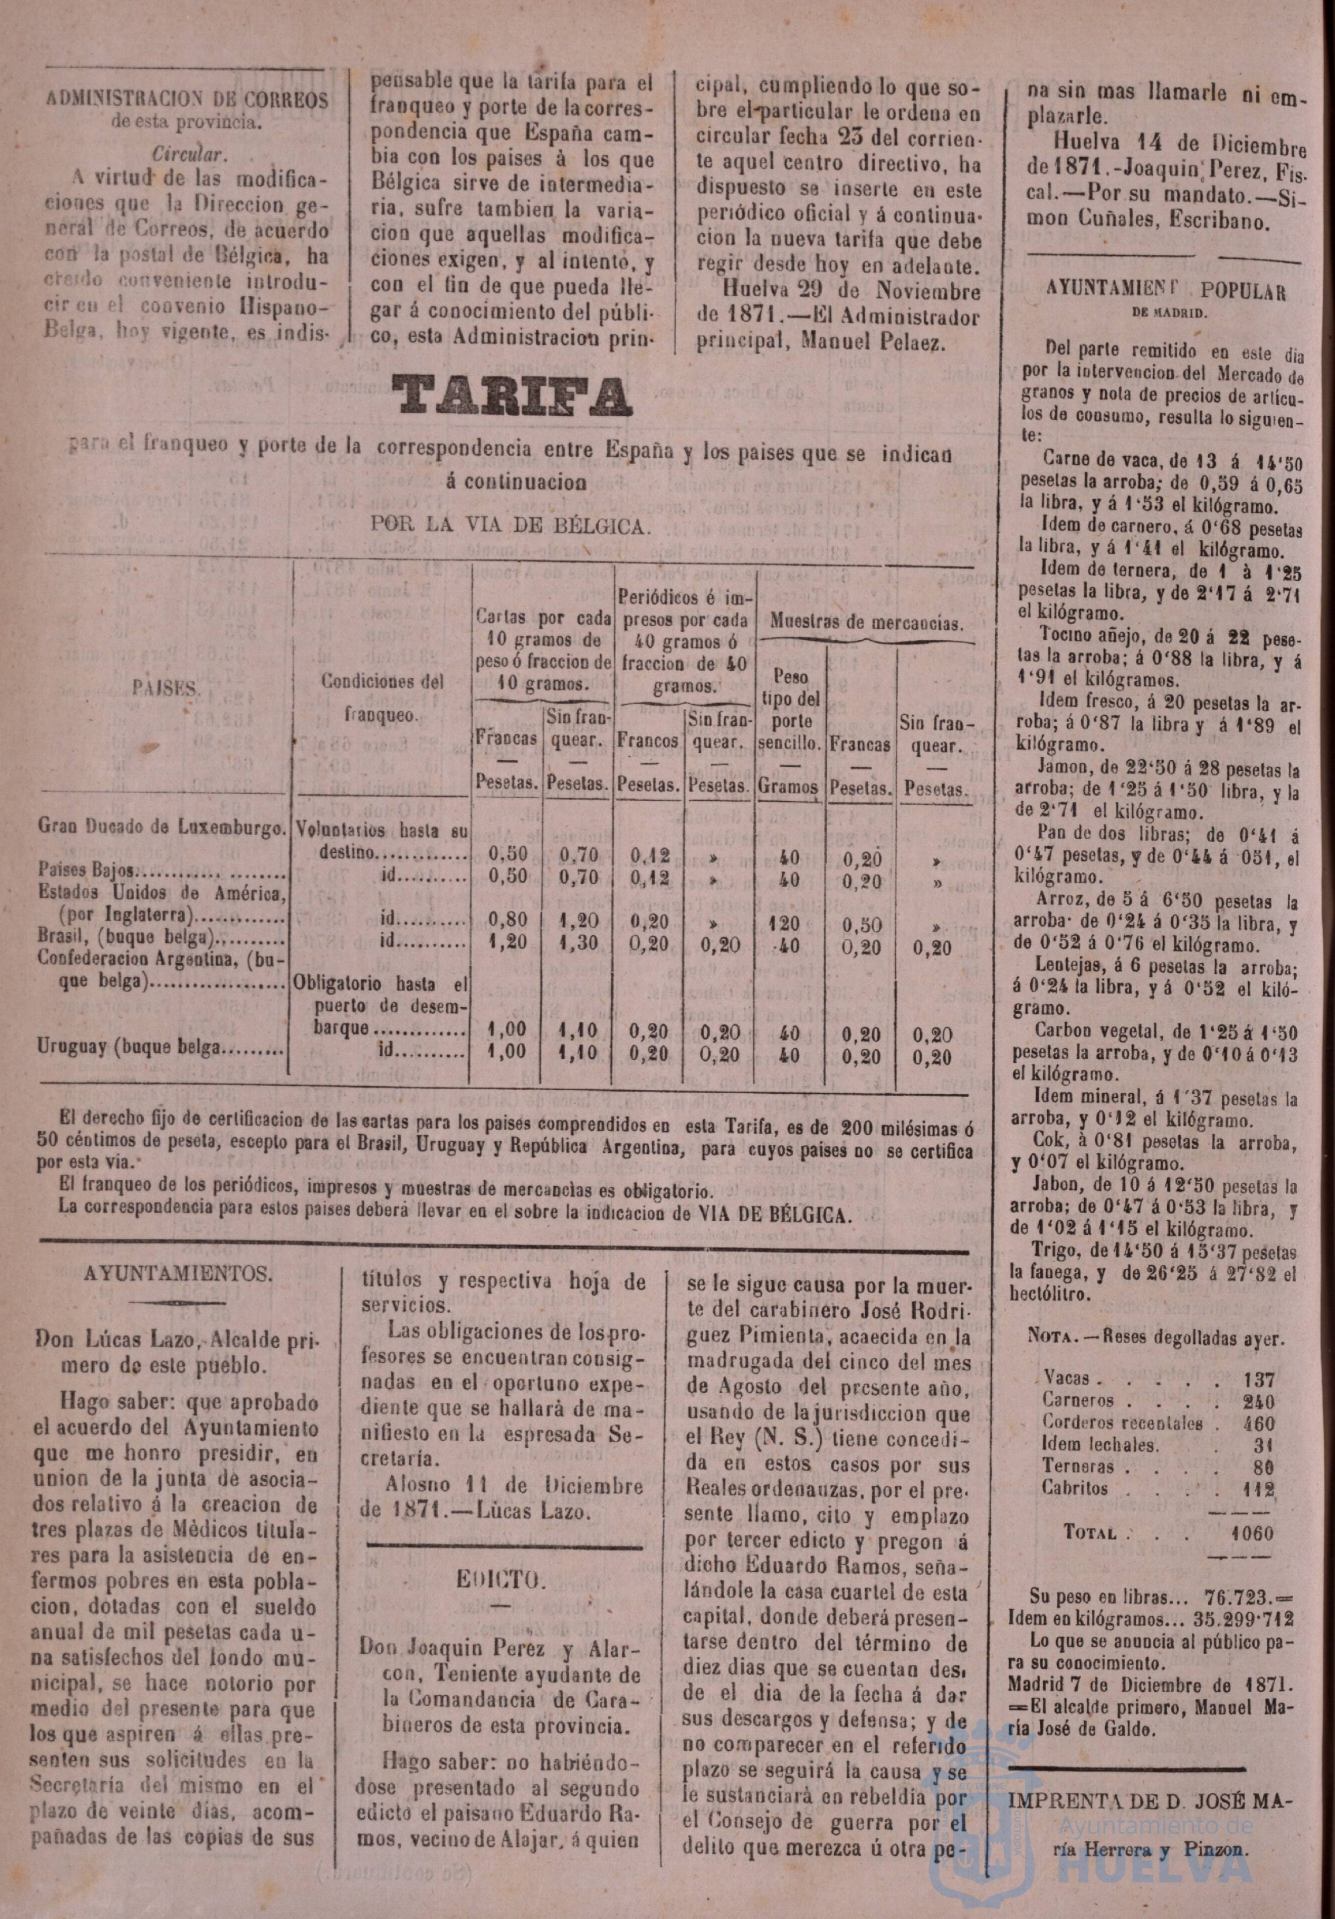 ADMINISTRACION DE CORREOS
de esta provincia.
Circular.
A virtud de las modifica-
ciones que la Direccion ge-
neral de Correos, de acuerdo
con la postal de Bélgica, ha
creido conveniente introdu-
cir en el convenio Hispano-
Belga, hoy vigente, es indis-
pensable que la tarifa para el
franqueo y porte de la corres-
pondencia que España cam-
bia con los paises à los que
Bélgica sirve de intermedia-
ria, sufre tambien la varia-
cion que aquellas modifica-
ciones exigen, y al intento, y
con el fin de que pueda lle-
gar á conocimiento del públi-
co, esta Administracion prin-
cipal, cumpliendo lo que so-
bre el particular le ordena en
circular fecha 23 del corrien-
te aquel centro directivo, ha
dispuesto se inserte en este
periódico oficial y á continua-
cion la nueva tarifa que debe
regir desde hoy en adelante.
Huelva 29 de Noviembre
de 1871.—El Administrador
principal, Manuel Pelaez.
TARIFA
para el franqueo y porte de la correspondencia entre España y los paises que se indican
á continuacion
POR LA VIA DE BÉLGICA.
PAISES.
Condiciones del
franqueo.
Cartas por cada
10 gramos de
peso ó fraccion de
10 gramos.
Periódicos é im-
presos por cada
40 gramos ó
fraccion de 40
gramos.
Muestras de mercancías.
Francas | Sin fran-quear. | Francos | Sin fran-quear. | Peso tipo del porte sencillo. | Francas | Sin fran-quear.
Pesetas. | Pesetas. | Pesetas. | Pesetas. | Gramos | Pesetas. | Pesetas.
Gran Ducado de Luxemburgo. Voluntarios hasta su
destino............. 0,50 0,70 0,12 » 40 0,20 »
Paises Bajos.................... id.......... 0,50 0,70 0,12 » 40 0,20 »
Estados Unidos de América,
(por Inglaterra)............. id.......... 0,80 1,20 0,20 » 120 0,50 »
Brasil, (buque belga).......... id.......... 1,20 1,30 0,20 0,20 40 0,20 0,20
Confederacion Argentina, (bu-
que belga)................... Obligatorio hasta el
puerto de desem-
barque............. 1,00 1,10 0,20 0,20 40 0,20 0,20
Uruguay (buque belga......... id.......... 1,00 1,10 0,20 0,20 40 0,20 0,20
El derecho fijo de certificacion de las cartas para los paises comprendidos en esta Tarifa, es de 200 milésimas ó
50 céntimos de peseta, escepto para el Brasil, Uruguay y República Argentina, para cuyos paises no se certifica
por esta via.
El franqueo de los periódicos, impresos y muestras de mercancias es obligatorio.
La correspondencia para estos paises deberá llevar en el sobre la indicacion de VIA DE BÉLGICA.
AYUNTAMIENTOS.
Don Lúcas Lazo, Alcalde pri-
mero de este pueblo.
Hago saber: que aprobado
el acuerdo del Ayuntamiento
que me honro presidir, en
union de la junta de asocia-
dos relativo á la creacion de
tres plazas de Médicos titula-
res para la asistencia de en-
fermos pobres en esta pobla-
cion, dotadas con el sueldo
anual de mil pesetas cada u-
na satisfechos del fondo mu-
nicipal, se hace notorio por
medio del presente para que
los que aspiren á ellas pre-
senten sus solicitudes en la
Secretaría del mismo en el
plazo de veinte dias, acom-
pañadas de las copias de sus
títulos y respectiva hoja de
servicios.
Las obligaciones de los pro-
fesores se encuentran consig-
nadas en el oportuno expe-
diente que se hallará de ma-
nifiesto en la espresada Se-
cretaría.
Alosno 11 de Diciembre
de 1871.—Lúcas Lazo.
EDICTO.
Don Joaquin Perez y Alar-
con, Teniente ayudante de
la Comandancia de Cara-
bineros de esta provincia.
Hago saber: no habiéndo-
dose presentado al segundo
edicto el paisano Eduardo Ra-
mos, vecino de Alajar, á quien
se le sigue causa por la muer-
te del carabinero José Rodri-
guez Pimienta, acaecida en la
madrugada del cinco del mes
de Agosto del presente año,
usando de la jurisdiccion que
el Rey (N. S.) tiene concedi-
da en estos casos por sus
Reales ordenanzas, por el pre-
sente llamo, cito y emplazo
por tercer edicto y pregon á
dicho Eduardo Ramos, seña-
lándole la casa cuartel de esta
capital, donde deberá presen-
tarse dentro del término de
diez dias que se cuentan des,
de el dia de la fecha á dar
sus descargos y defensa; y de
no comparecer en el referido
plazo se seguirá la causa y se
le sustanciará en rebeldia por
el Consejo de guerra por el
delito que merezca ú otra pe-
na sin mas llamarle ni em-
plazarle.
Huelva 14 de Diciembre
de 1871.-Joaquin Perez, Fis-
cal.—Por su mandato.—Si-
mon Cuñales, Escribano.
AYUNTAMIENT POPULAR
DE MADRID.
Del parte remitido en este dia
por la intervencion del Mercado de
granos y nota de precios de artícu-
los de consumo, resulta lo siguien-
te:
Carne de vaca, de 13 á 14‘50
pesetas la arroba; de 0,59 á 0,65
la libra, y á 1‘53 el kilógramo.
Idem de carnero, á 0‘68 pesetas
la libra, y á 1‘41 el kilógramo.
Idem de ternera, de 1 à 1‘25
pesetas la libra, y de 2‘17 á 2‘71
el kilógramo.
Tocino añejo, de 20 á 22 pese-
tas la arroba; á 0‘88 la libra, y á
1‘91 el kilógramos.
Idem fresco, á 20 pesetas la ar-
roba; á 0‘87 la libra y á 1‘89 el
kilógramo.
Jamon, de 22‘50 á 28 pesetas la
arroba; de 1‘25 á 1‘50 libra, y la
de 2‘71 el kilógramo.
Pan de dos libras; de 0‘41 á
0‘47 pesetas, y de 0‘44 á 051, el
kilógramo.
Arroz, de 5 á 6‘50 pesetas la
arroba· de 0‘24 á 0‘35 la libra, y
de 0‘52 á 0‘76 el kilógramo.
Lentejas, á 6 pesetas la arroba;
á 0‘24 la libra, y á 0‘52 el kiló-
gramo.
Carbon vegetal, de 1‘25 á 1‘50
pesetas la arroba, y de 0‘10 á 0‘13
el kilógramo.
Idem mineral, á 1‘37 pesetas la
arroba, y 0‘12 el kilógramo.
Cok, à 0‘81 pesetas la arroba,
y 0‘07 el kilógramo.
Jabon, de 10 á 12‘50 pesetas la
arroba; de 0‘47 á 0‘53 la libra, y
de 1‘02 á 1‘15 el kilógramo.
Trigo, de 14‘50 á 15‘37 pesetas
la fanega, y de 26‘25 á 27‘82 el
hectólitro.
NOTA.—Reses degolladas ayer.
Vacas . . . . . 137
Carneros . . . . 240
Corderos recentales . 460
Idem lechales. . 31
Terneras . . . . 80
Cabritos . . . . 112
TOTAL . . . 1060
Su peso en libras... 76.723.=
Idem en kilógramos... 35.299·712
Lo que se anuncia al público pa-
ra su conocimiento.
Madrid 7 de Diciembre de 1871.
=El alcalde primero, Manuel Ma-
ría José de Galdo.
IMPRENTA DE D. JOSÉ MA-
ría Herrera y Pinzon.
Ayuntamiento de
HUELVA